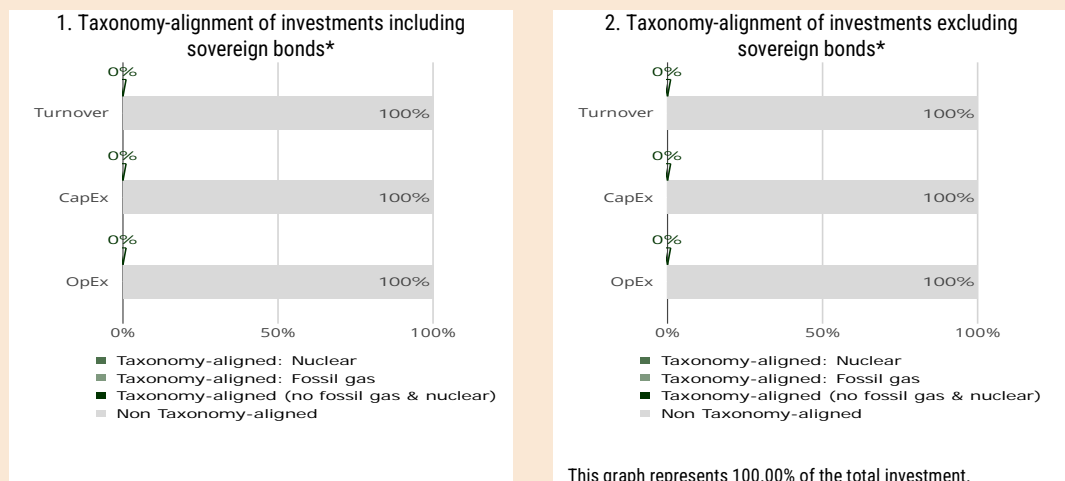 1. Taxonomy-alignment of investments including
sovereign bonds*
0%
Turnover
100%
0%
CapEx
100%
0%
OpEx
100%
0%
50%
100%
Taxonomy-aligned: Nuclear
Taxonomy-aligned: Fossil gas
Taxonomy-aligned (no fossil gas & nuclear)
Non Taxonomy-aligned
2. Taxonomy-alignment of investments excluding
sovereign bonds*
0%
Turnover
100%
0%
CapEx
100%
0%
OpEx
100%
0%
50%
100%
Taxonomy-aligned: Nuclear
Taxonomy-aligned: Fossil gas
Taxonomy-aligned (no fossil gas & nuclear)
Non Taxonomy-aligned
This graph represents 100.00% of the total investment.